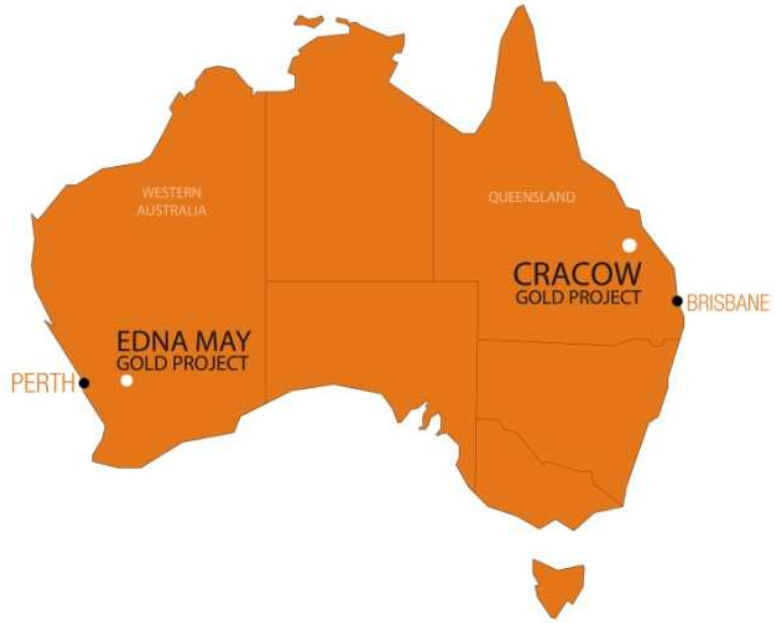 WESTERN
AUSTRALIA
QUEENSLAND
CRACOW
GOLD PROJECT
BRISBANE
EDNA MAY
GOLD PROJECT
PERTH